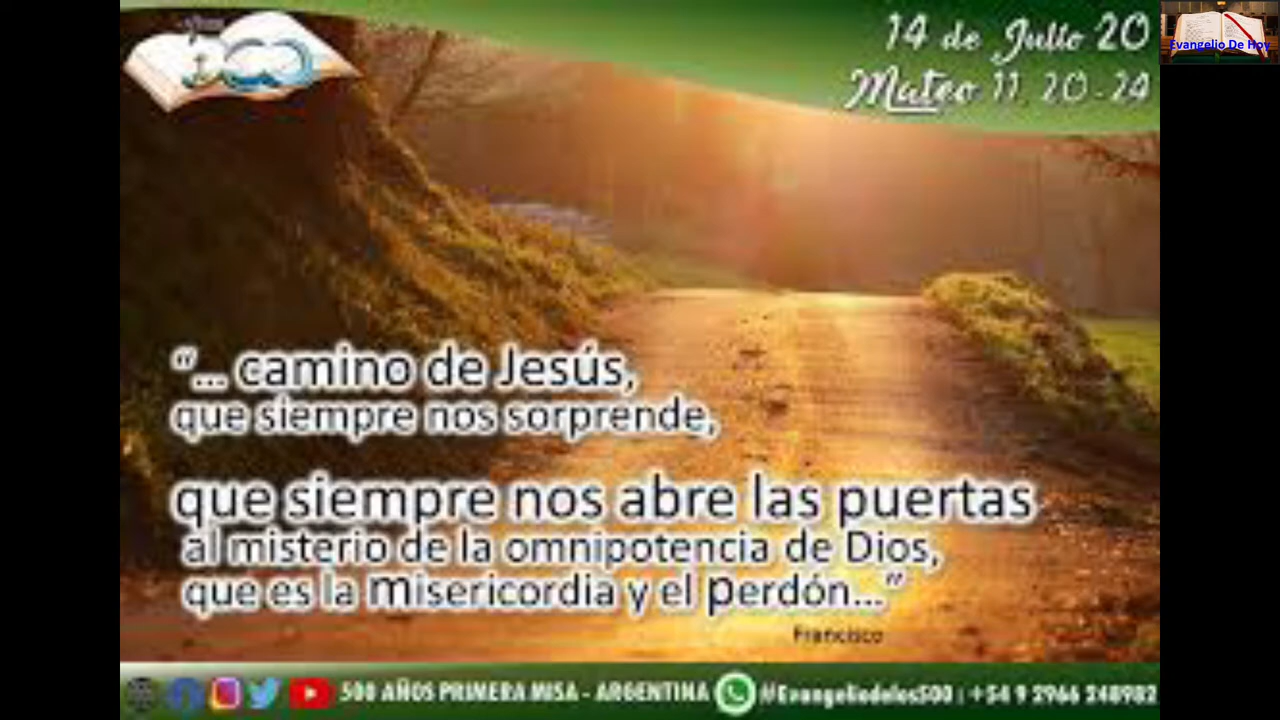 14 de Julio 20
Mateo 11, 20-24
Evangelio De Hoy
500
"... camino de Jesús,
que siempre nos sorprende,
que siempre nos abre las puertas
al misterio de la omnipotencia de Dios,
que es la misericordia y el perdón..."
Francisco
500 AÑOS PRIMERA MISA - ARGENTINA #Evangeliodelos500 | +54 9 2966 248982